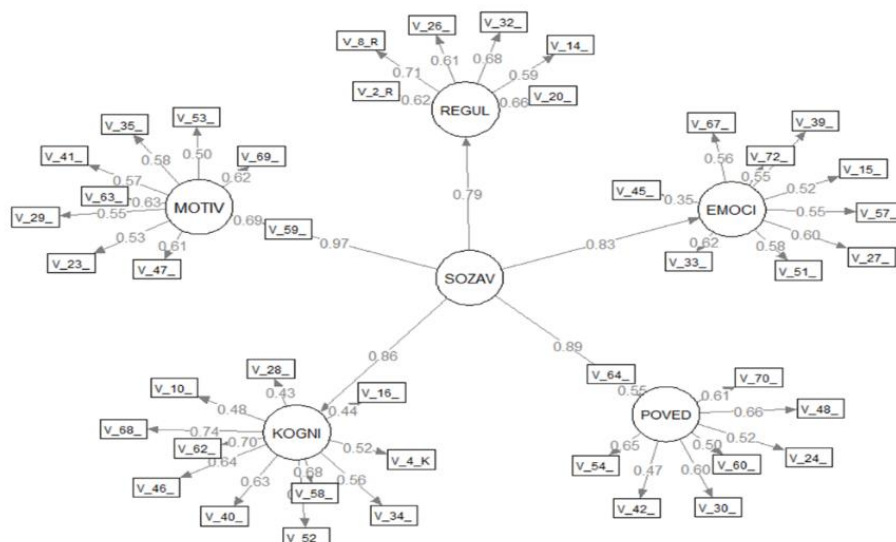 V_26_
V_32_
V_8_R
V_14_
0.61
0.68
0.71
0.59
V_2_R
0.62
0.66
V_20_
REGUL
V_53_
V_35_
V_41_
V_69_
0.50
0.58
0.57
0.62
V_63_
0.63
V_29_
0.55
MOTIV
0.69
V_59_
0.53
0.61
V_23_
V_47_
0.97
0.79
V_67_
V_39_
V_72_
0.56
0.55
V_15_
0.52
V_45_
0.35
EMOCI
0.55
V_57_
0.62
0.58
0.60
V_33_
V_51_
V_27_
0.83
SOZAV
0.86
0.89
V_28_
V_10_
V_16_
0.43
0.44
0.48
V_68_
0.74
V_62_
0.70
KOGNI
0.52
V_4_K
0.64
V_46_
0.63
0.68
0.56
V_58_
V_40_
V_34_
V_52_
V_64_
0.55
0.61
V_70_
POVED
0.66
V_48_
0.65
0.50
0.52
V_54_
V_60_
V_24_
0.47
0.60
V_42_
V_30_